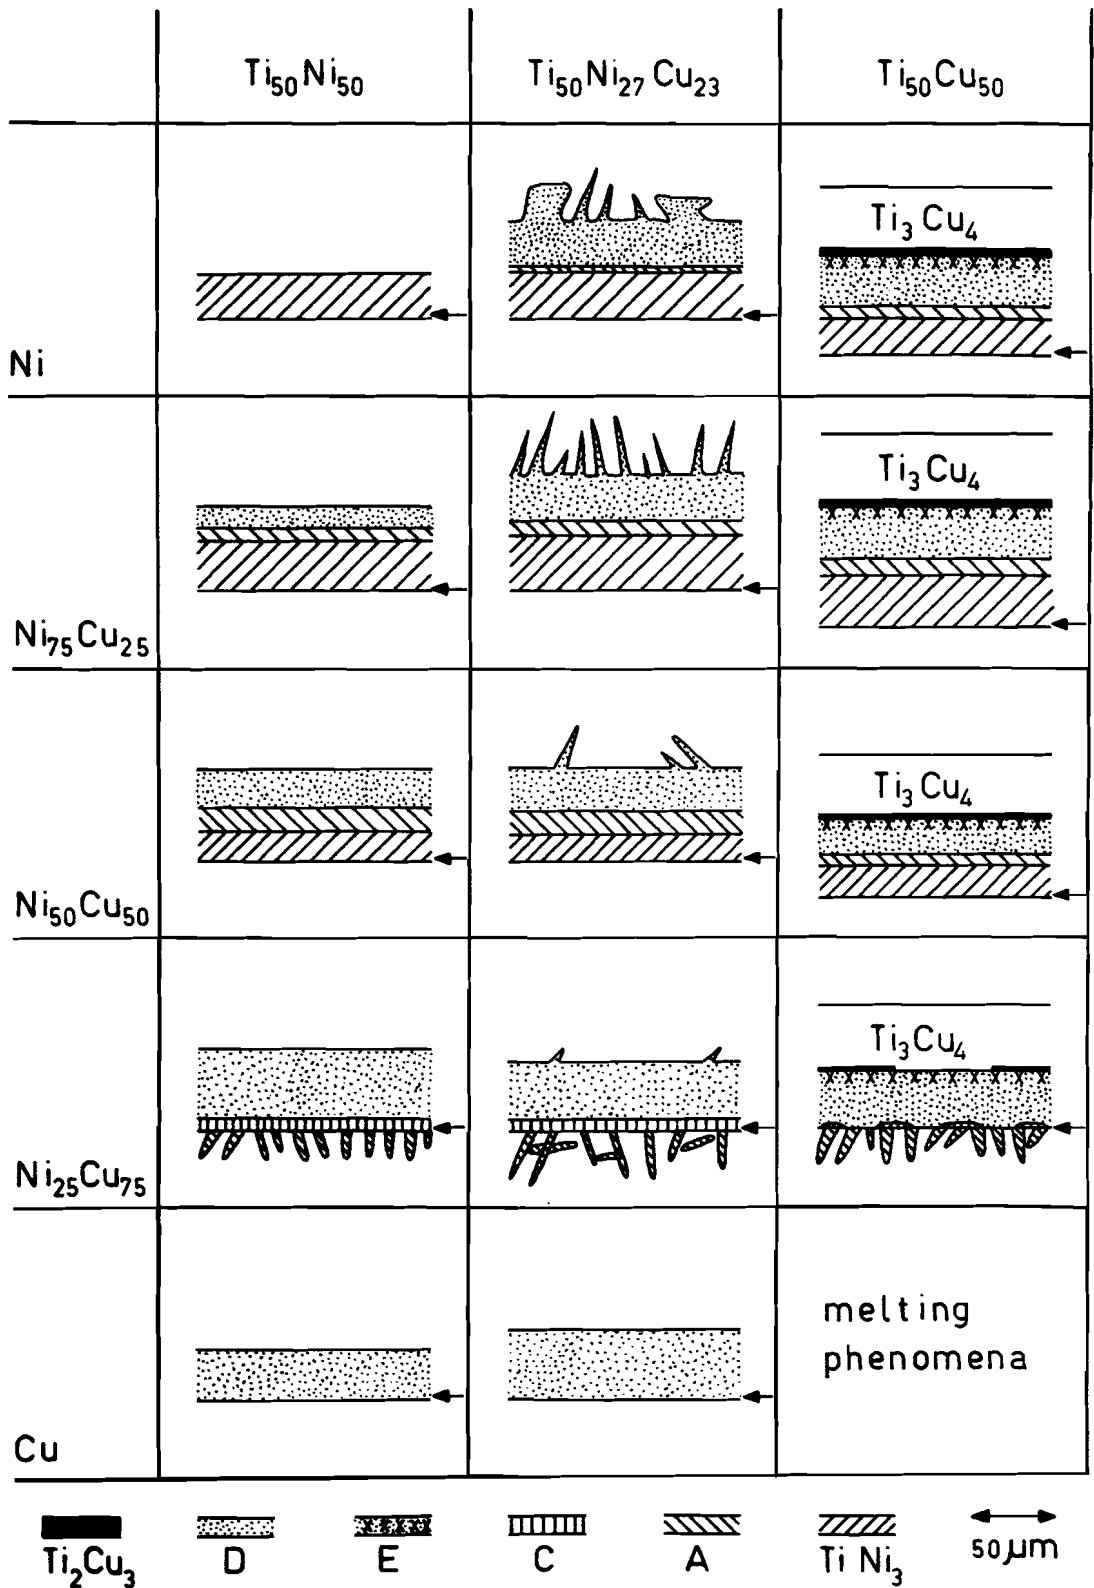 Ti₅₀Ni₅₀ Ti₅₀Ni₂₇Cu₂₃ Ti₅₀Cu₅₀
Ti₃Cu₄
Ni
Ti₃Cu₄
Ni₇₅Cu₂₅
Ti₃Cu₄
Ni₅₀Cu₅₀
Ti₃Cu₄
Ni₂₅Cu₇₅
melting
phenomena
Cu
Ti₂Cu₃ D E C A Ti Ni₃ 50 µm